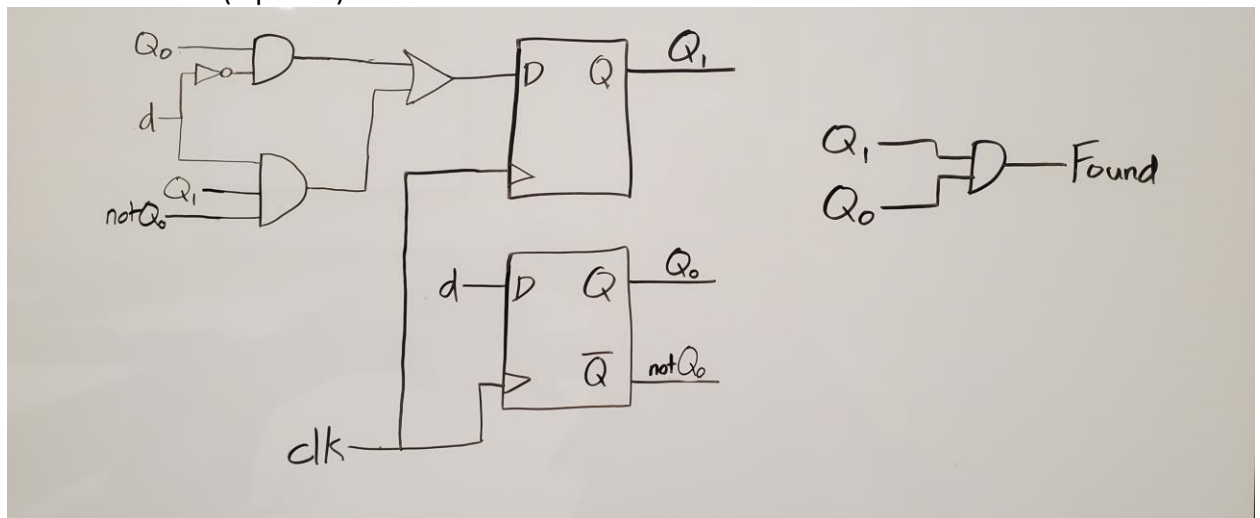 Q₀
d
Q₁
notQ₀
D Q
Q₁
d
D Q
Q̅
Q₀
notQ₀
clk
Q₁
Q₀
Found